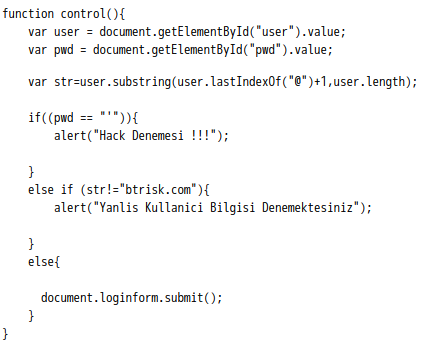 function control(){
var user = document.getElementById("user").value;
var pwd = document.getElementById("pwd").value;
var str=user.substring(user.lastIndexOf("@")+1,user.length);
if((pwd == "'")){
alert("Hack Denemesi !!!");
}
else if (str!="btrisk.com"){
alert("Yanlis Kullanici Bilgisi Denemektesiniz");
}
else{
document.loginform.submit();
}
}